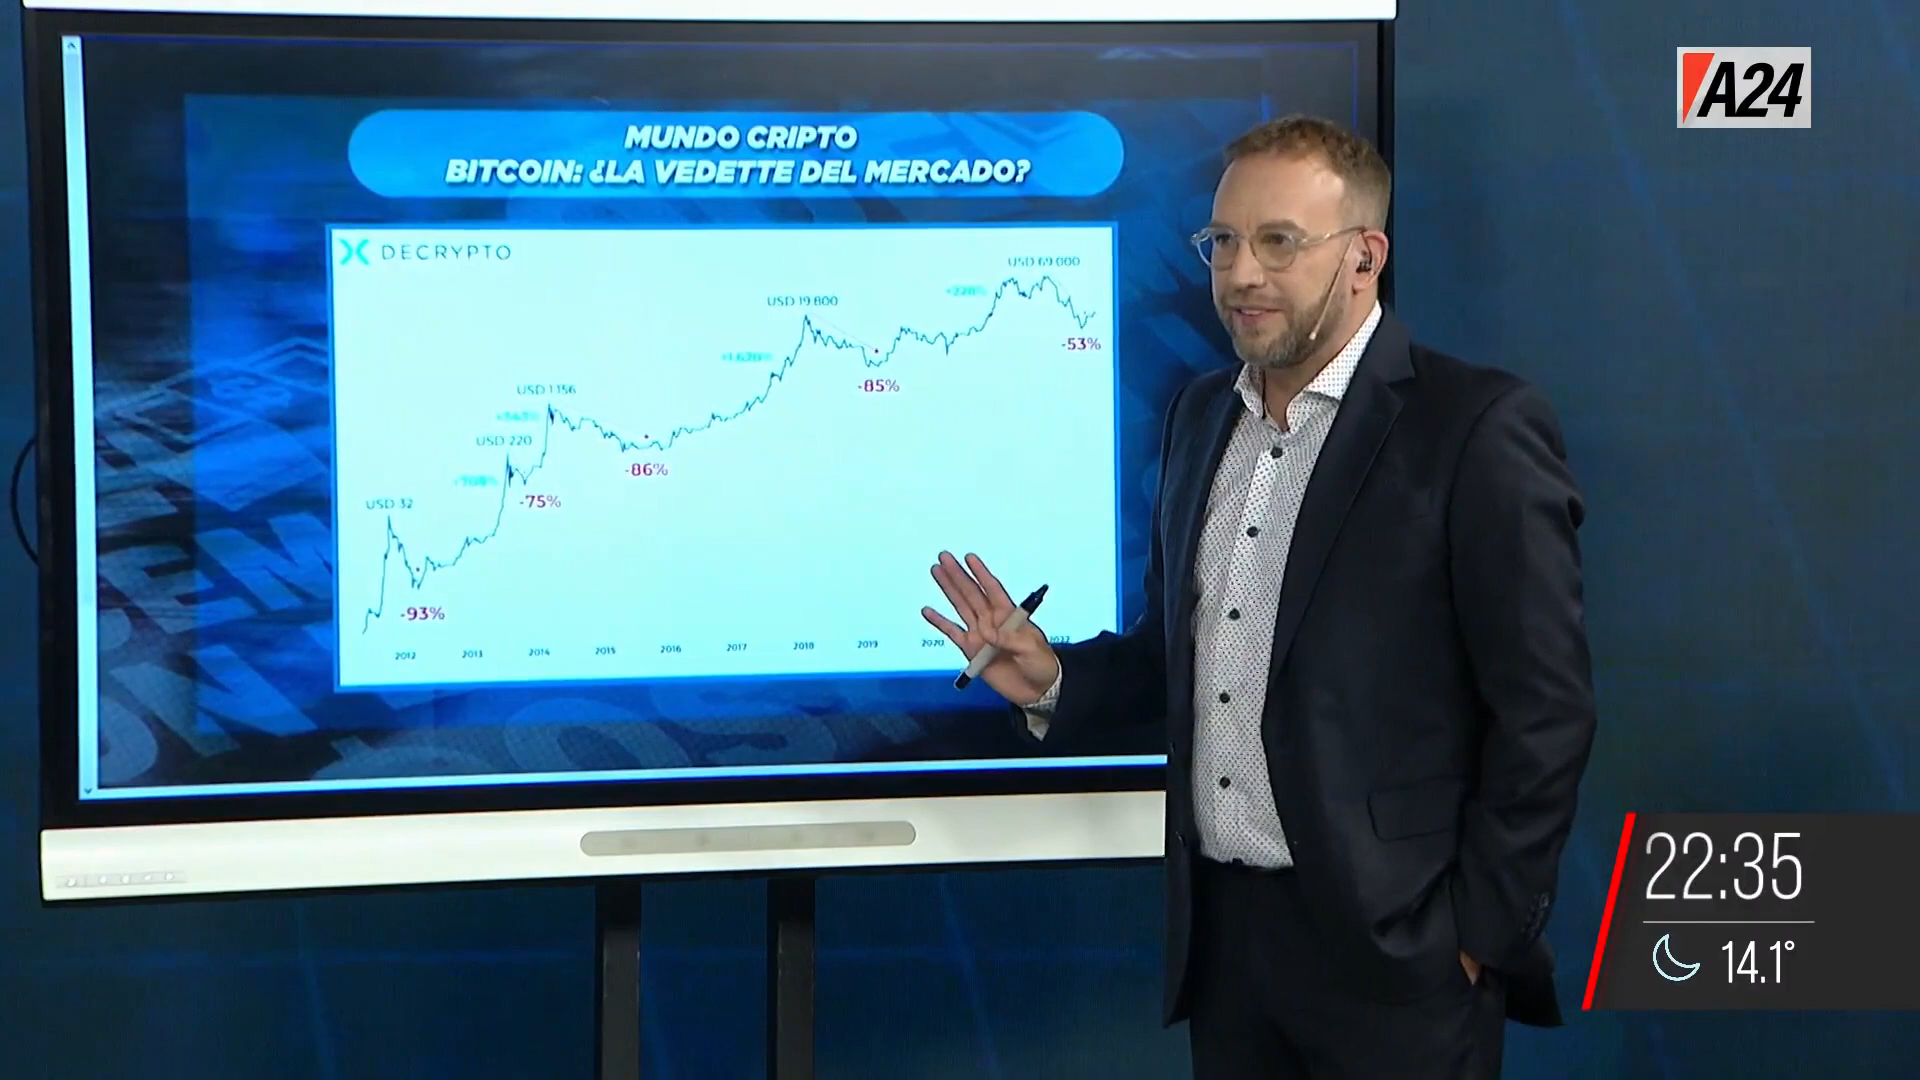 A24
MUNDO CRIPTO
BITCOIN: ¿LA VEDETTE DEL MERCADO?
DECRYPTO
USD 69 000
USD 19 800
-53%
-85%
USD 1 156
USD 220
-86%
-75%
USD 32
-93%
2012 2013 2014 2015 2016 2017 2018 2019 2020 2022
22:35
14.1°